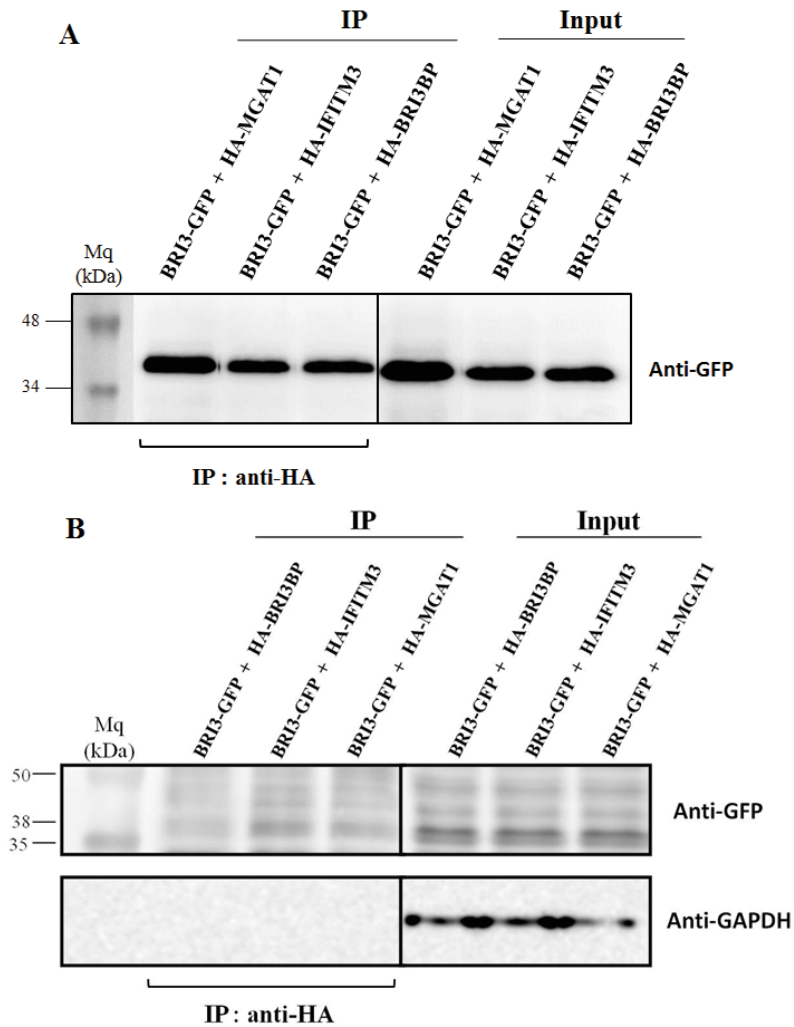 A
IP
Input
BRI3-GFP + HA-MGAT1
BRI3-GFP + HA-IFITM3
BRI3-GFP + HA-BRI3BP
BRI3-GFP + HA-MGAT1
BRI3-GFP + HA-IFITM3
BRI3-GFP + HA-BRI3BP
Mq
(kDa)
48
34
Anti-GFP
IP : anti-HA
B
IP
Input
BRI3-GFP + HA-BRI3BP
BRI3-GFP + HA-IFITM3
BRI3-GFP + HA-MGAT1
BRI3-GFP + HA-BRI3BP
BRI3-GFP + HA-IFITM3
BRI3-GFP + HA-MGAT1
Mq
(kDa)
50
38
35
Anti-GFP
Anti-GAPDH
IP : anti-HA